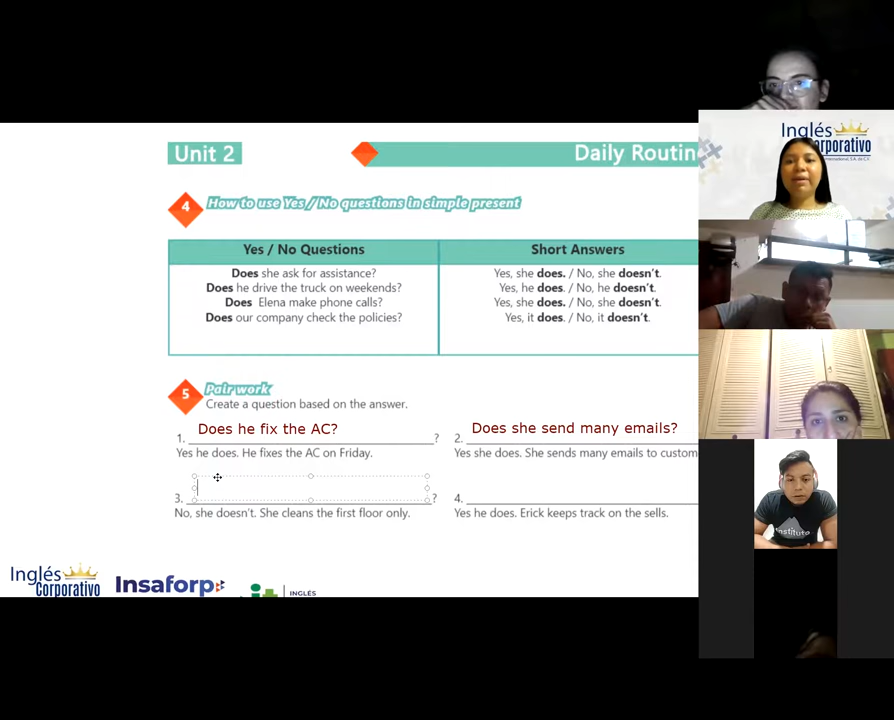 Unit 2
Daily Routin
4 How to use Yes / No questions in simple present
Yes / No Questions
Short Answers
Does she ask for assistance?
Yes, she does. / No, she doesn't.
Does he drive the truck on weekends?
Yes, he does. / No, he doesn't.
Does Elena make phone calls?
Yes, she does. / No, she doesn't.
Does our company check the policies?
Yes, it does. / No, it doesn't.
5 Pair work
Create a question based on the answer.
Does he fix the AC?
1. ?
Yes he does. He fixes the AC on Friday.
Does she send many emails?
2.
Yes she does. She sends many emails to custom
3. ?
No, she doesn't. She cleans the first floor only.
4.
Yes he does. Erick keeps track on the sells.
Inglés
Corporativo
Insaforp
INGLÉS
Inglés
orporativo
Institute